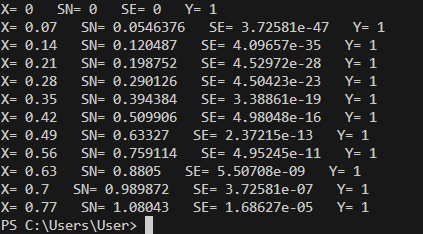 X= 0   SN= 0   SE= 0   Y= 1
X= 0.07   SN= 0.0546376   SE= 3.72581e-47   Y= 1
X= 0.14   SN= 0.120487   SE= 4.09657e-35   Y= 1
X= 0.21   SN= 0.198752   SE= 4.52972e-28   Y= 1
X= 0.28   SN= 0.290126   SE= 4.50423e-23   Y= 1
X= 0.35   SN= 0.394384   SE= 3.38861e-19   Y= 1
X= 0.42   SN= 0.509906   SE= 4.98048e-16   Y= 1
X= 0.49   SN= 0.63327   SE= 2.37215e-13   Y= 1
X= 0.56   SN= 0.759114   SE= 4.95245e-11   Y= 1
X= 0.63   SN= 0.8805   SE= 5.50708e-09   Y= 1
X= 0.7   SN= 0.989872   SE= 3.72581e-07   Y= 1
X= 0.77   SN= 1.08043   SE= 1.68627e-05   Y= 1
PS C:\Users\User>